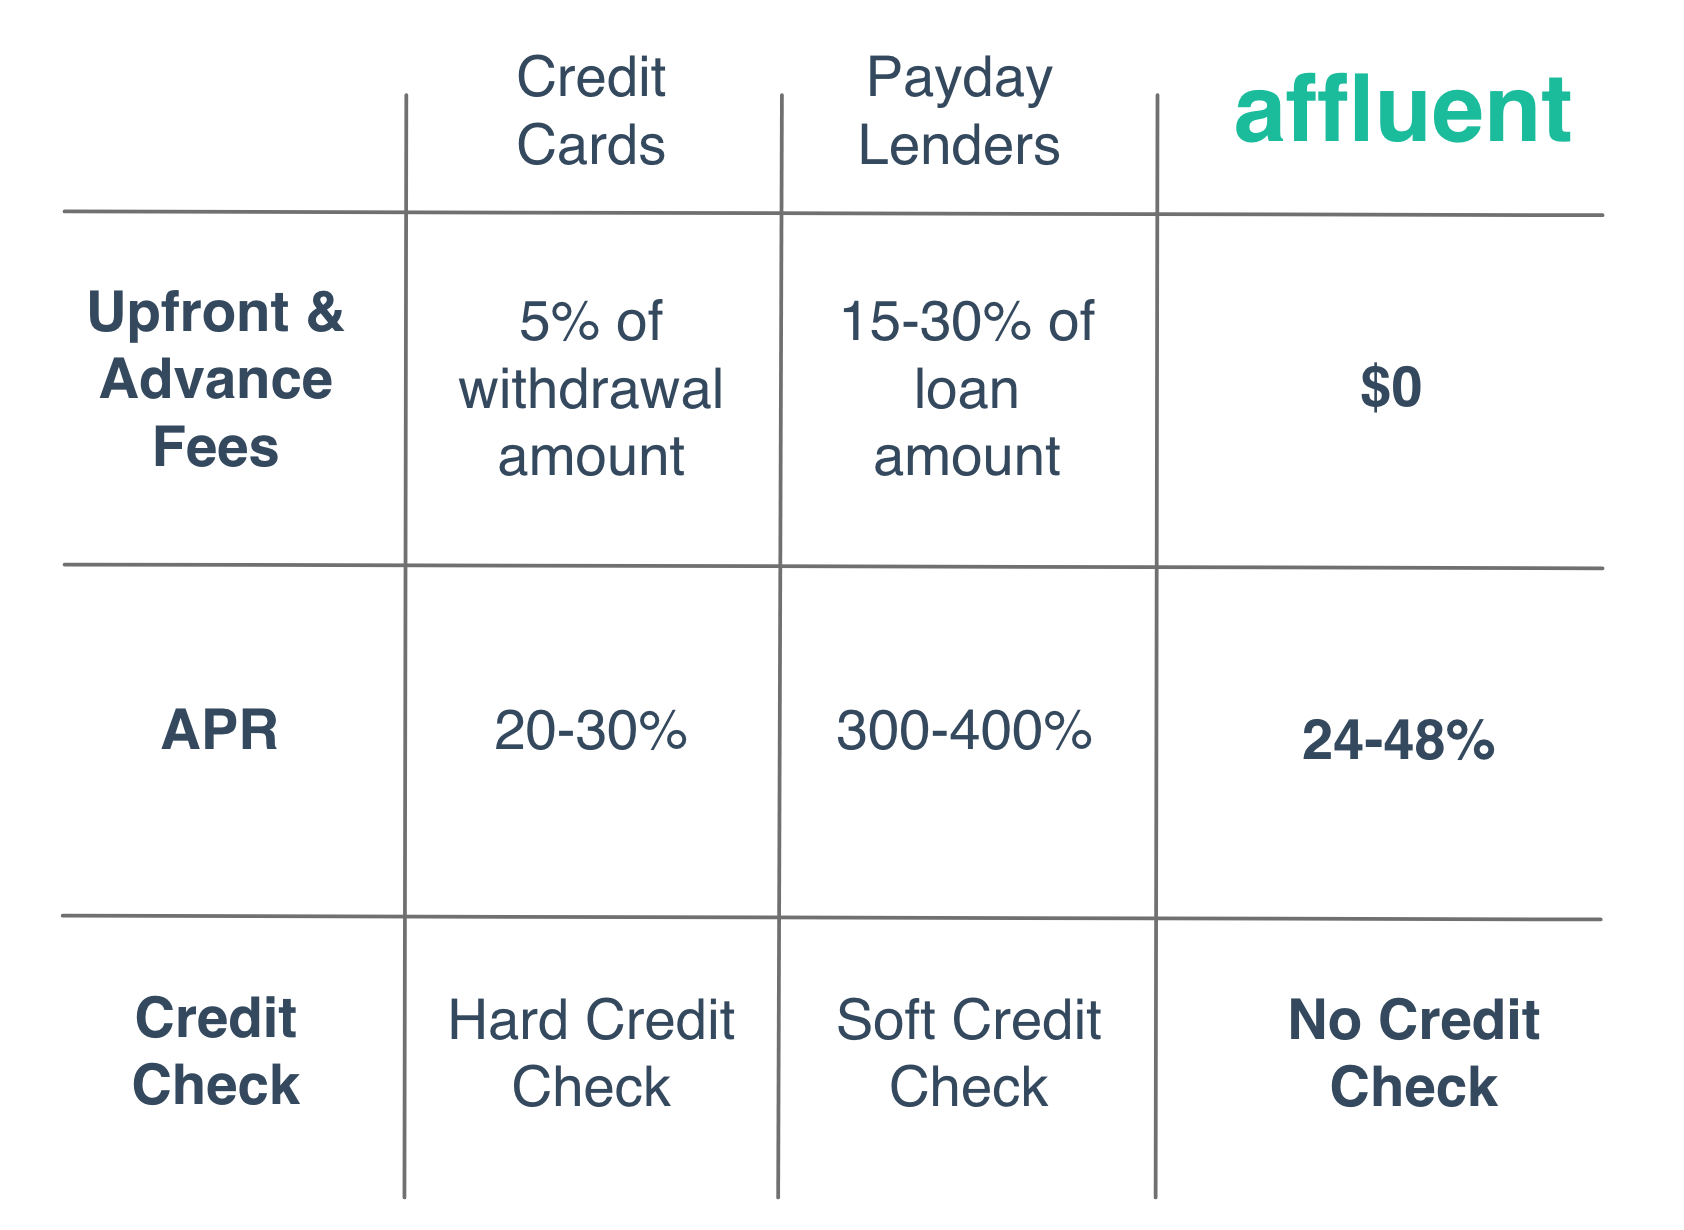 Credit
Cards
Payday
Lenders
affluent
Upfront &
Advance
Fees
5% of
withdrawal
amount
15-30% of
loan
amount
$0
APR
20-30%
300-400%
24-48%
Credit
Check
Hard Credit
Check
Soft Credit
Check
No Credit
Check